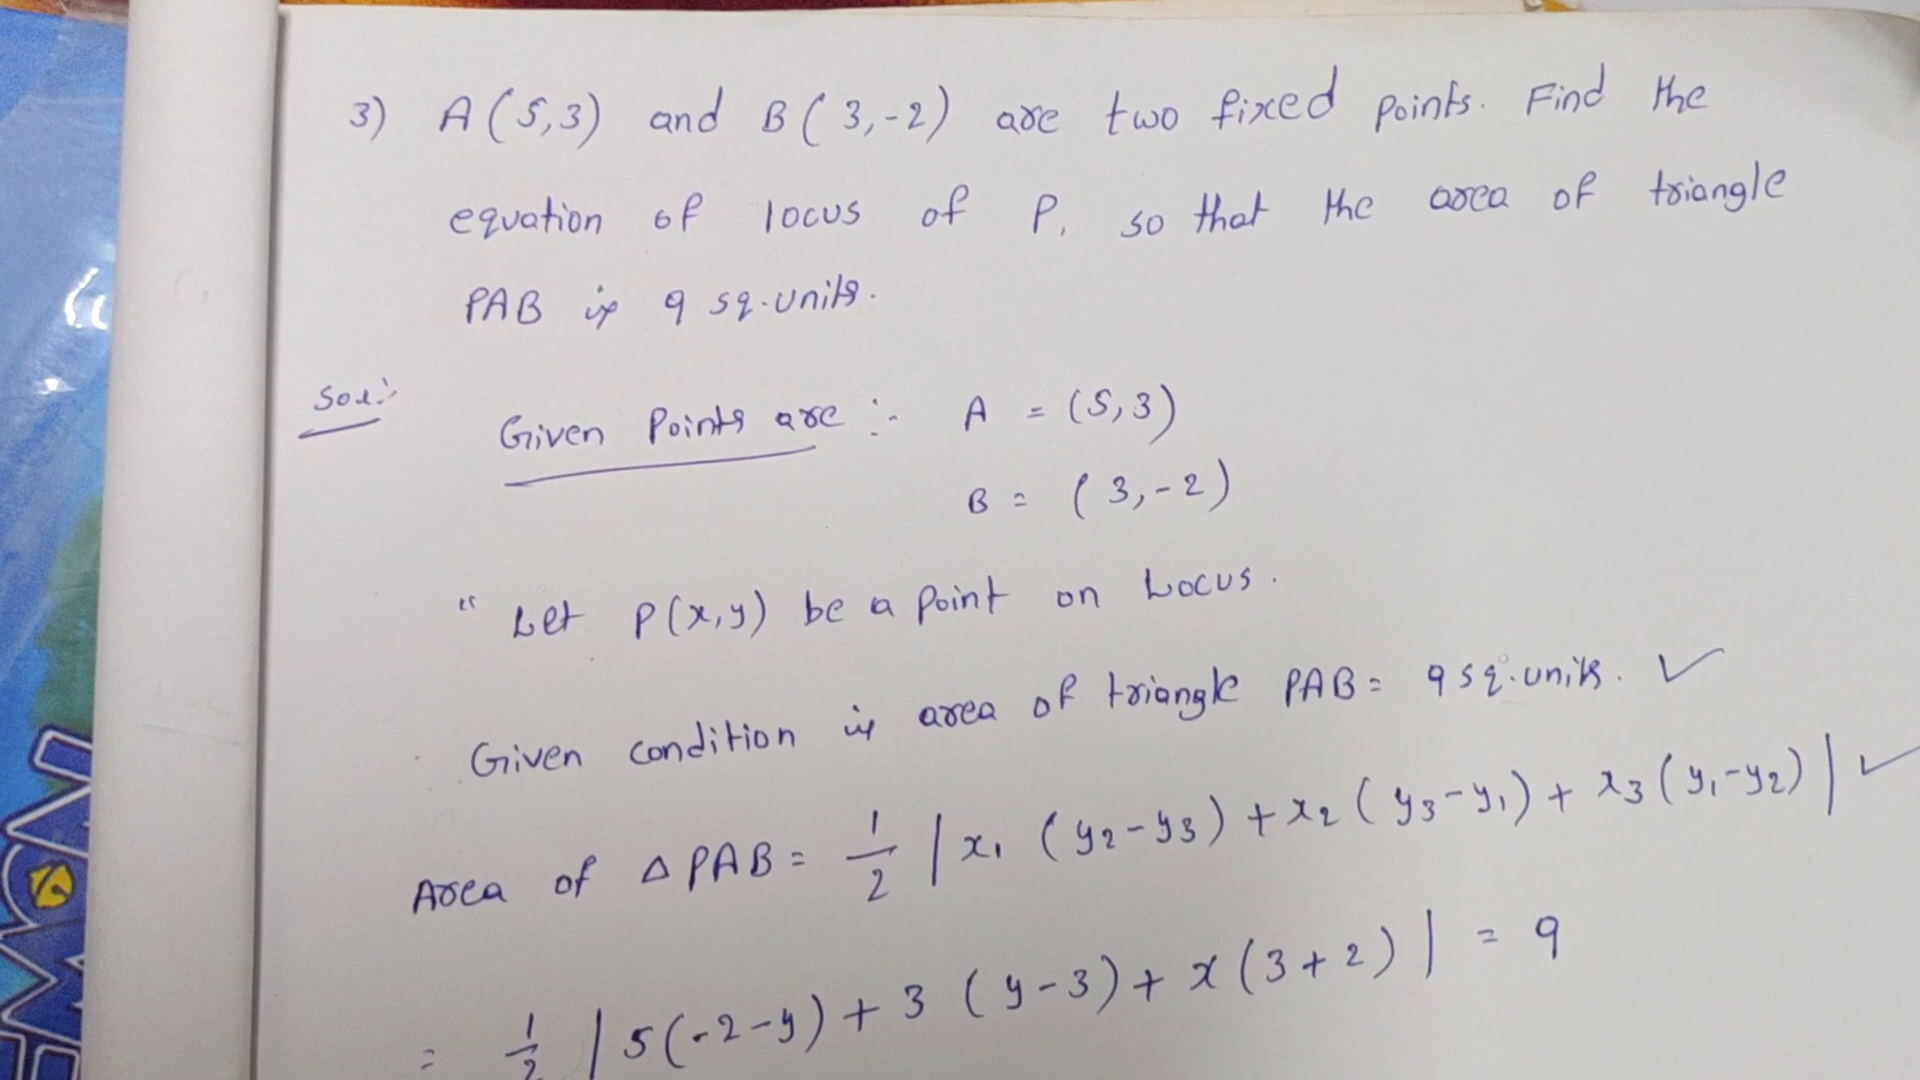 3) A(5,3) and B(3,-2) are two fixed points. Find the
equation of locus of P, so that the area of triangle
PAB is 9 sq.units.
Sol:-
Given Points are :- A = (5,3)
B = (3,-2)
" Let P(x,y) be a point on Locus.
Given condition is area of triangle PAB = 9 sq.units. ✓
Area of △PAB = 1/2 | x₁ (y₂-y₃) + x₂ (y₃-y₁) + x₃ (y₁-y₂) | ✓
= 1/2 | 5(-2-y) + 3 (y-3) + x (3+2) | = 9